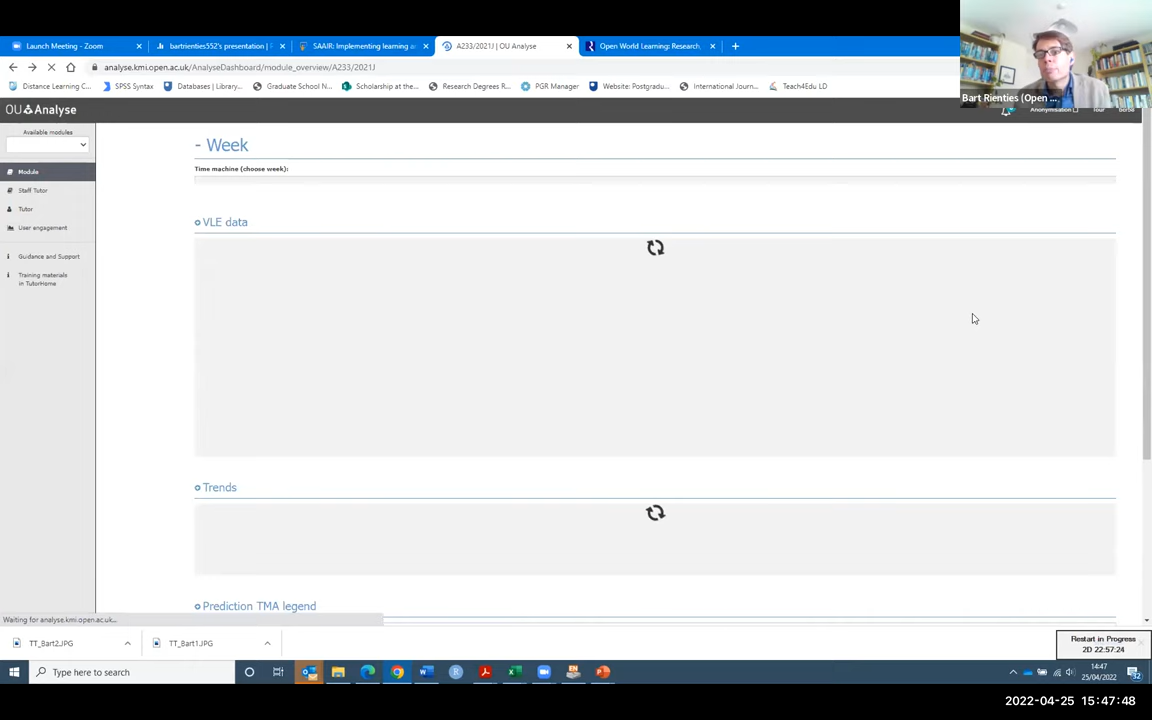 Launch Meeting - Zoom
bartrienties552's presentation |
SAAIR: Implementing learning a
A233/2021J | OU Analyse
Open World Learning: Research,
analyse.kmi.open.ac.uk/AnalyseDashboard/module_overview/A233/2021J
Distance Learning C...
SPSS Syntax
Databases | Library...
Graduate School N...
Scholarship at the...
Research Degrees R...
PGR Manager
Website: Postgradu...
International Journ...
Teach4Edu LD
Bart Rienties (Open ...
OU Analyse
Anonymisation
Tour
Available modules
Module
Staff Tutor
Tutor
User engagement
Guidance and Support
Training materials
in TutorHome
- Week
Time machine (choose week):
VLE data
Trends
Prediction TMA legend
Waiting for analyse.kmi.open.ac.uk...
TT_Bart2.JPG
TT_Bart1.JPG
Restart in Progress
2D 22:57:24
Type here to search
14:47
25/04/2022
32
2022-04-25 15:47:48